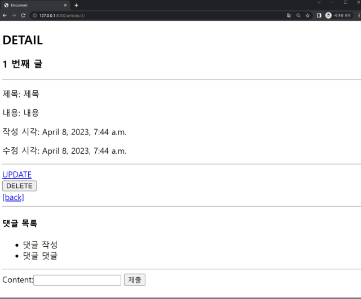 Document
127.0.0.1:8000/articles/1/
DETAIL
1 번째 글
제목: 제목
내용: 내용
작성 시각: April 8, 2023, 7:44 a.m.
수정 시각: April 8, 2023, 7:44 a.m.
UPDATE
DELETE
[back]
댓글 목록
댓글 작성
댓글 댓글
Content:
제출